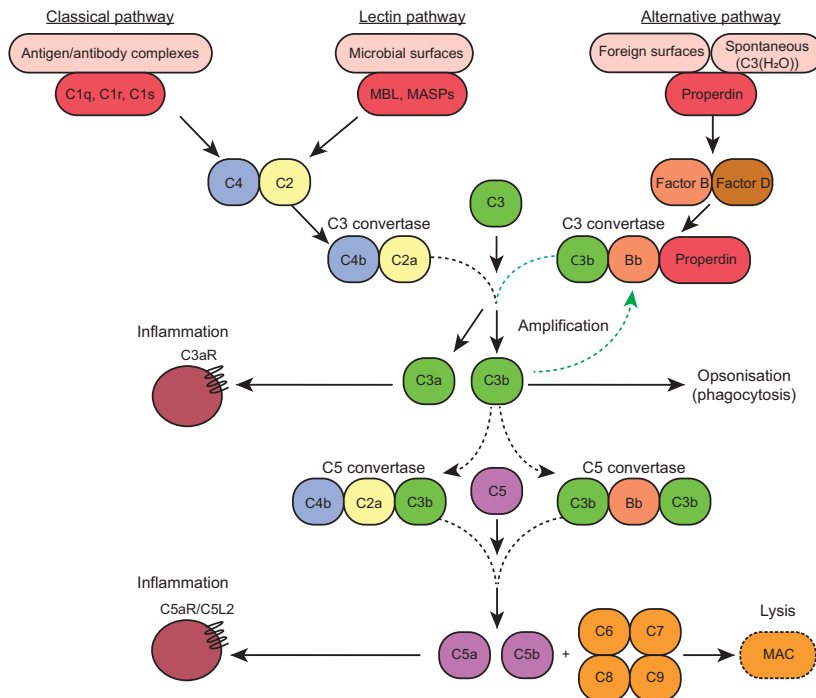 Classical pathway
Lectin pathway
Alternative pathway
Antigen/antibody complexes
Microbial surfaces
Foreign surfaces
Spontaneous
(C3(H₂O))
C1q, C1r, C1s
MBL, MASPs
Properdin
C4
C2
Factor B
Factor D
C3
C3 convertase
C3 convertase
C4b
C2a
C3b
Bb
Properdin
Amplification
Inflammation
C3aR
C3a
C3b
Opsonisation
(phagocytosis)
C5 convertase
C5 convertase
C4b
C2a
C3b
C5
C3b
Bb
C3b
Inflammation
C5aR/C5L2
C5a
C5b
+
C6
C7
C8
C9
Lysis
MAC